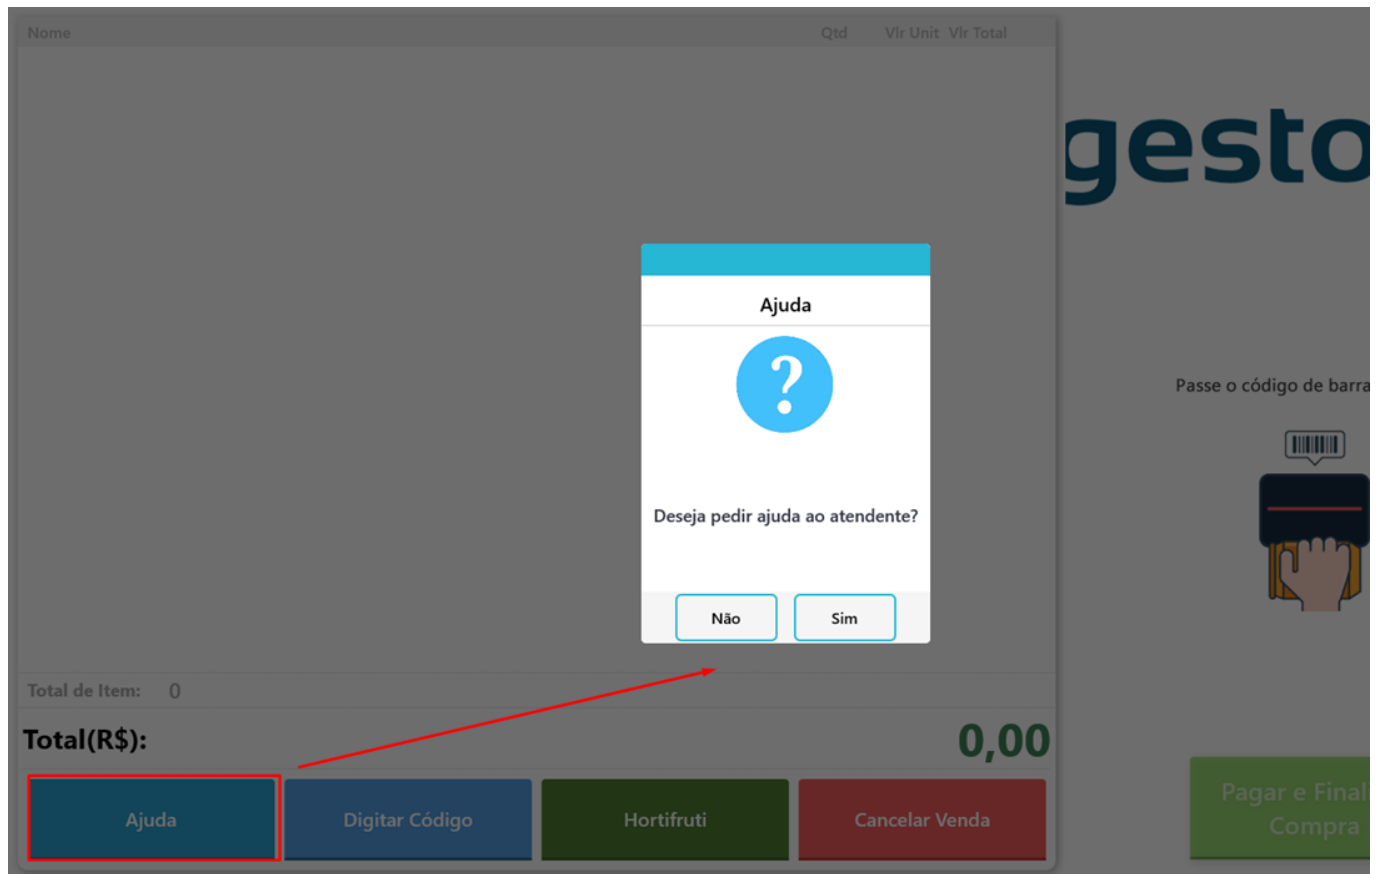 Nome Qtd Vlr Unit Vlr Total
gesto
Ajuda
?
Passe o código de barra
Deseja pedir ajuda ao atendente?
Não Sim
Total de Item: 0
Total(R$): 0,00
Ajuda Digitar Código Hortifruti Cancelar Venda
Pagar e Final
Compra